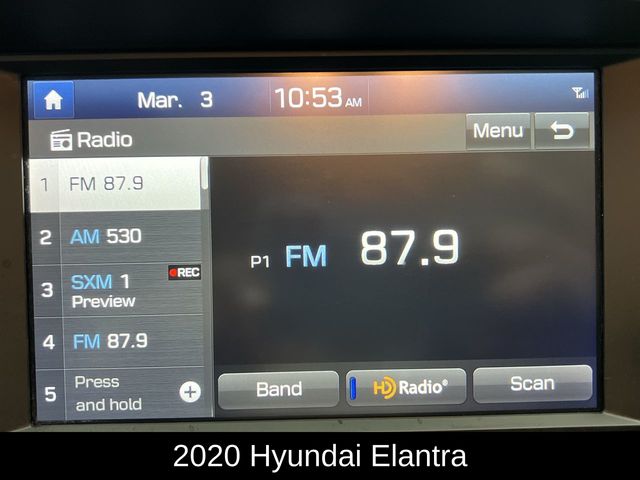 Mar. 3 10:53 AM
Radio Menu
1 FM 87.9
2 AM 530
3 SXM 1 REC
Preview
4 FM 87.9
5 Press
and hold
P1 FM 87.9
Band HD Radio® Scan
2020 Hyundai Elantra